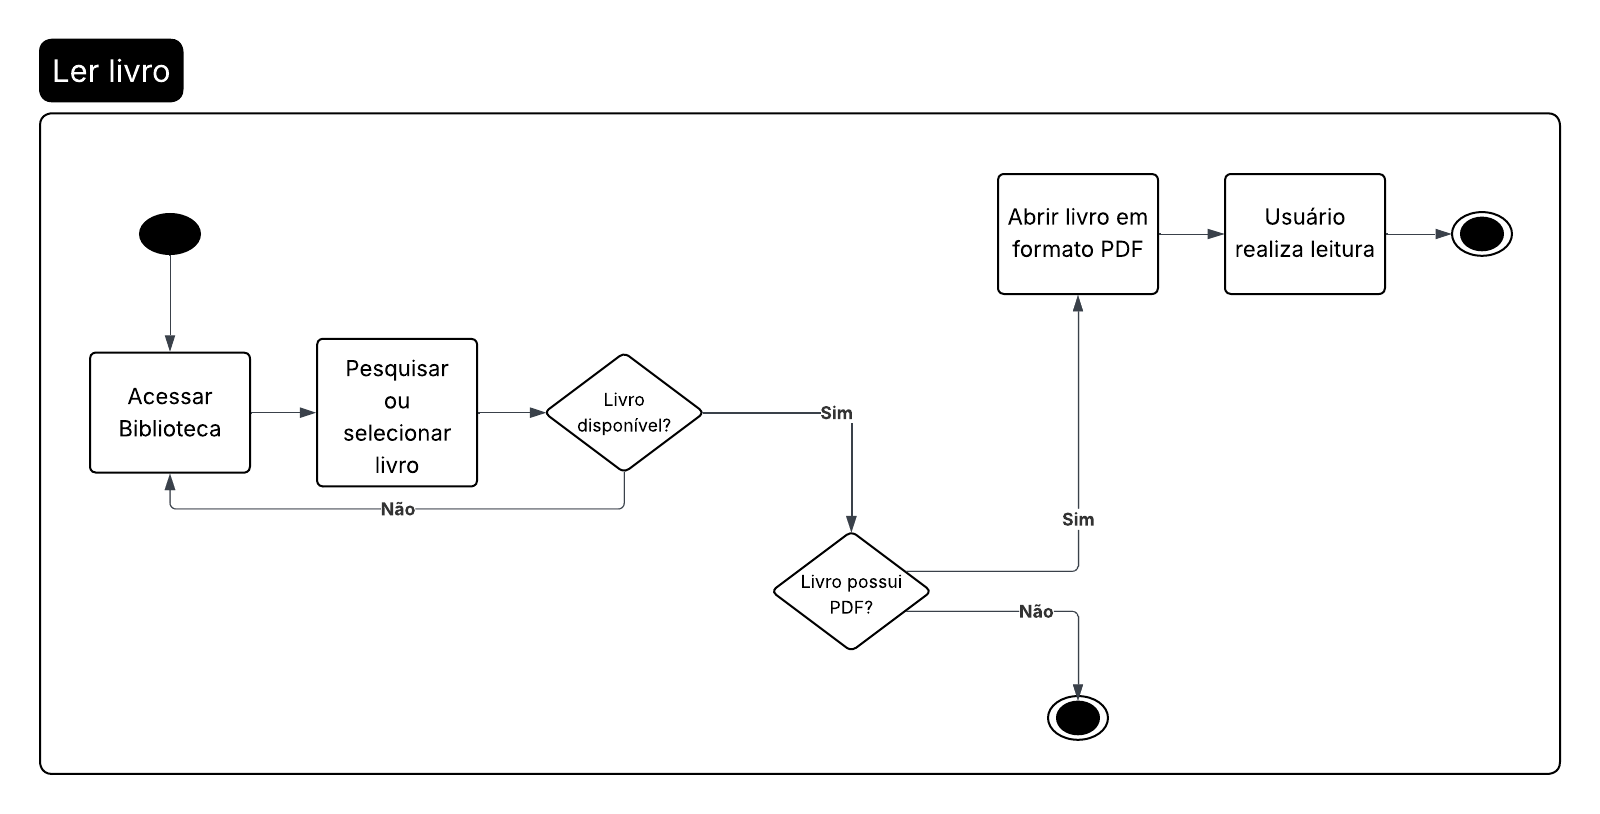 Ler livro
Acessar
Biblioteca
Pesquisar
ou
selecionar
livro
Livro
disponível?
Não
Sim
Livro possui
PDF?
Sim
Não
Abrir livro em
formato PDF
Usuário
realiza leitura